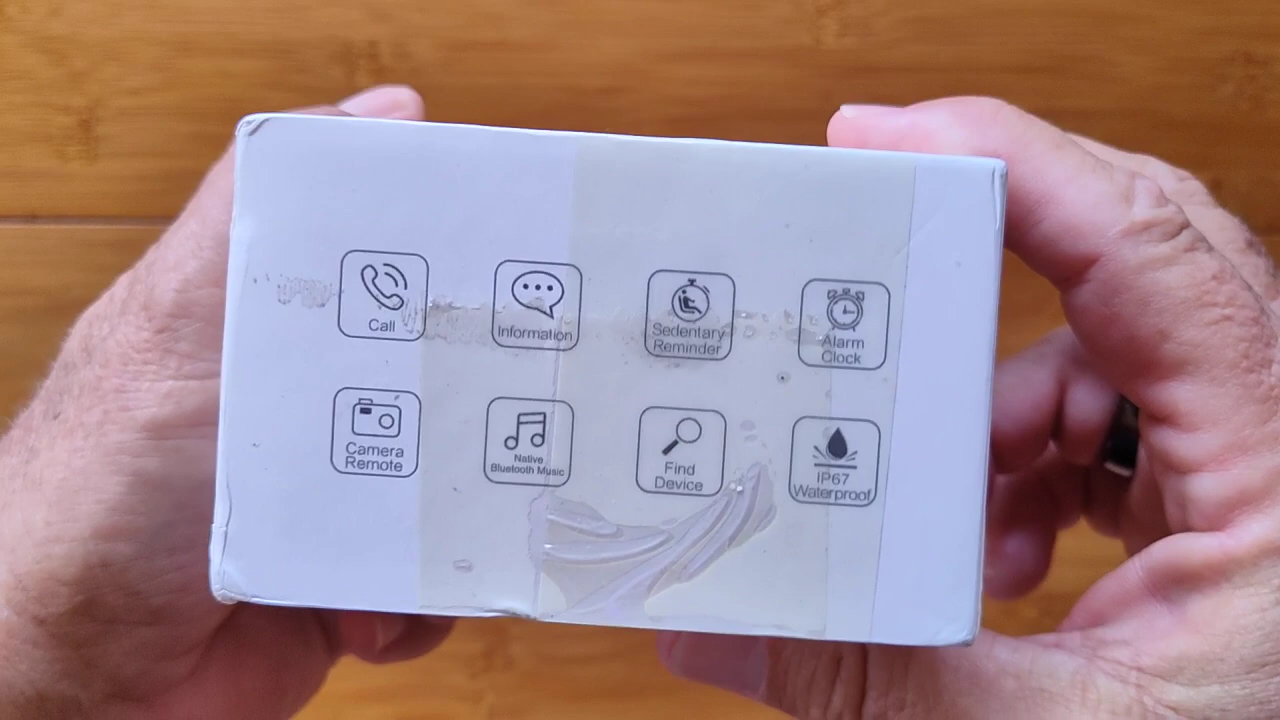 Call
Information
Sedentary
Reminder
Alarm
Clock
Camera
Remote
Native
Bluetooth Music
Find
Device
IP67
Waterproof